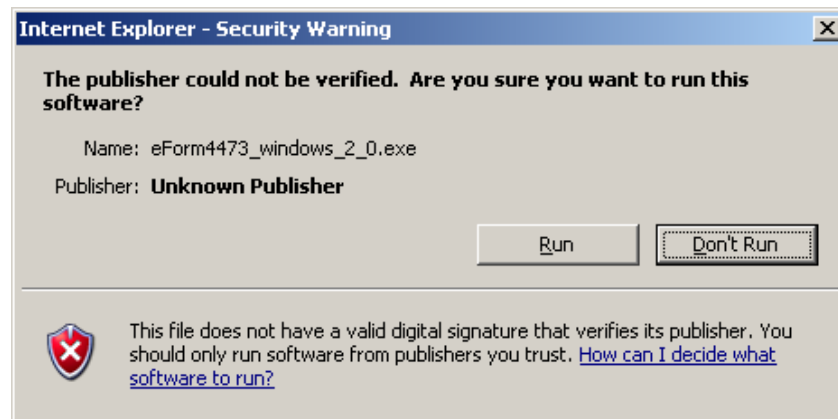 Internet Explorer - Security Warning
The publisher could not be verified. Are you sure you want to run this
software?
Name: eForm4473_windows_2_0.exe
Publisher: Unknown Publisher
Run Don't Run
This file does not have a valid digital signature that verifies its publisher. You
should only run software from publishers you trust. How can I decide what
software to run?